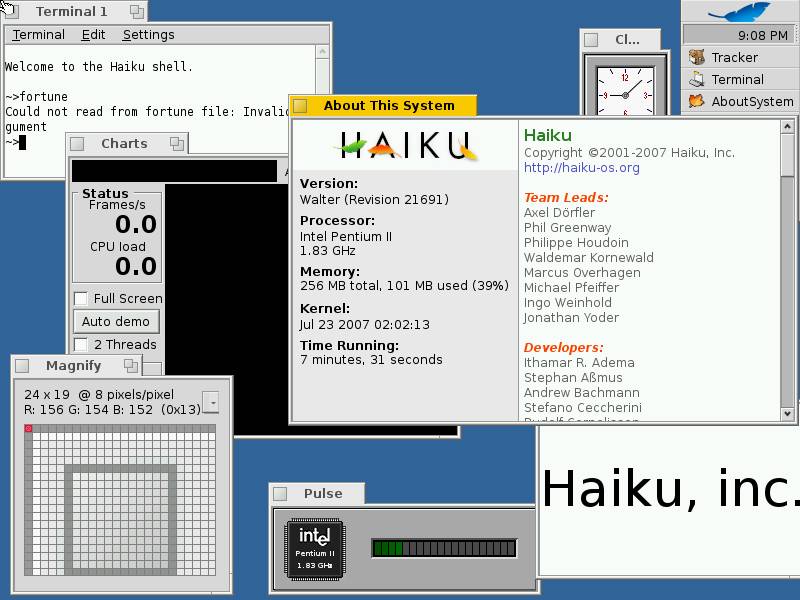 Terminal 1
Terminal Edit Settings
Welcome to the Haiku shell.
~>fortune
Could not read from fortune file: Invalid
gument
~>
Charts
Status
Frames/s
0.0
CPU load
0.0
Full Screen
Auto demo
2 Threads
Magnify
24 x 19 @ 8 pixels/pixel
R: 156 G: 154 B: 152 (0x13)
Pulse
intel
Pentium II
1.83 GHz
About This System
HAIKU
Version:
Walter (Revision 21691)
Processor:
Intel Pentium II
1.83 GHz
Memory:
256 MB total, 101 MB used (39%)
Kernel:
Jul 23 2007 02:02:13
Time Running:
7 minutes, 31 seconds
Haiku
Copyright ©2001-2007 Haiku, Inc.
http://haiku-os.org
Team Leads:
Axel Dörfler
Phil Greenway
Philippe Houdoin
Waldemar Kornewald
Marcus Overhagen
Michael Pfeiffer
Ingo Weinhold
Jonathan Yoder
Developers:
Ithamar R. Adema
Stephan Aßmus
Andrew Bachmann
Stefano Ceccherini
Cl...
12
3
9
9:08 PM
Tracker
Terminal
AboutSystem
Haiku, inc.